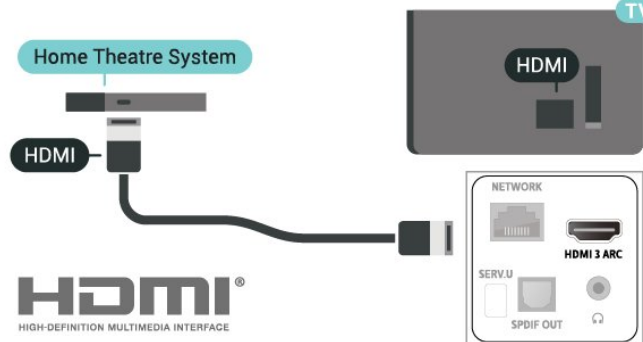 TV
Home Theatre System
HDMI
HDMI
NETWORK
HDMI 3 ARC
SERV.U
SPDIF OUT
HDMI®
HIGH-DEFINITION MULTIMEDIA INTERFACE